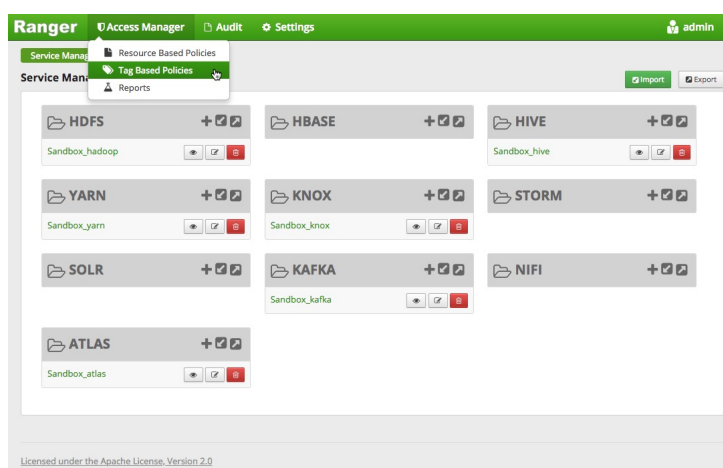 Ranger Access Manager Audit Settings admin
Service Manag
Resource Based Policies
Tag Based Policies
Reports
Service Mana
Import Export
HDFS HBASE HIVE
Sandbox_hadoop Sandbox_hive
YARN KNOX STORM
Sandbox_yarn Sandbox_knox
SOLR KAFKA NIFI
Sandbox_kafka
ATLAS
Sandbox_atlas
Licensed under the Apache License, Version 2.0